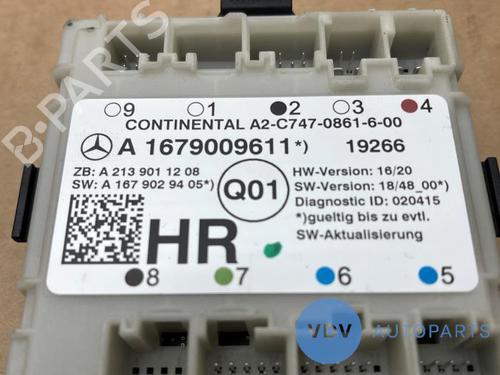 9 1 2 3 4
CONTINENTAL A2-C747-0861-6-00
A 1679009611*) 19266
ZB: A 213 901 12 08
SW: A 167 902 94 05*)
Q01
HW-Version: 16/20
SW-Version: 18/48_00*)
Diagnostic ID: 020415
*)gueltig bis zu evtl.
SW-Aktualisierung
HR
8 7 6 5
B-PARTS
VDV AUTOPARTS